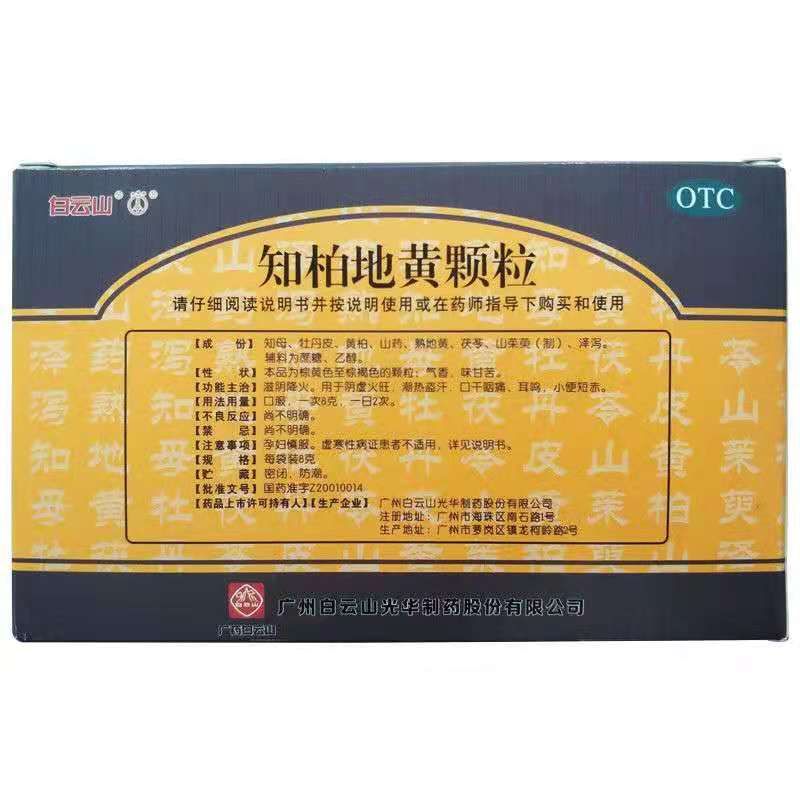 白云山
OTC
知柏地黄颗粒
请仔细阅读说明书并按说明使用或在药师指导下购买和使用
【成 份】知母、牡丹皮、黄柏、山药、熟地黄、茯苓、山茱萸（制）、泽泻。
辅料为蔗糖、乙醇。
【性 状】本品为棕黄色至棕褐色的颗粒；气香，味甘苦。
【功能主治】滋阴降火。用于阴虚火旺，潮热盗汗，口干咽痛，耳鸣，小便短赤。
【用法用量】口服，一次8克，一日2次。
【不良反应】尚不明确。
【禁 忌】尚不明确。
【注意事项】孕妇慎服。虚寒性病证患者不适用，详见说明书。
【规 格】每袋装8克
【贮 藏】密闭，防潮。
【批准文号】国药准字Z20010014
【药品上市许可持有人】【生产企业】广州白云山光华制药股份有限公司
注册地址：广州市海珠区南石路1号
生产地址：广州市萝岗区镇龙柯岭路2号
白云山
广药白云山
广州白云山光华制药股份有限公司